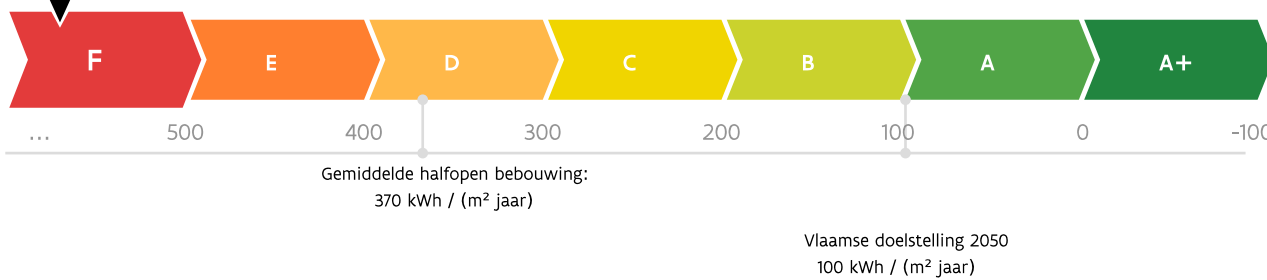 F E D C B A A+
... 500 400 300 200 100 0 -100
Gemiddelde halfopen bebouwing:
370 kWh / (m² jaar)
Vlaamse doelstelling 2050
100 kWh / (m² jaar)